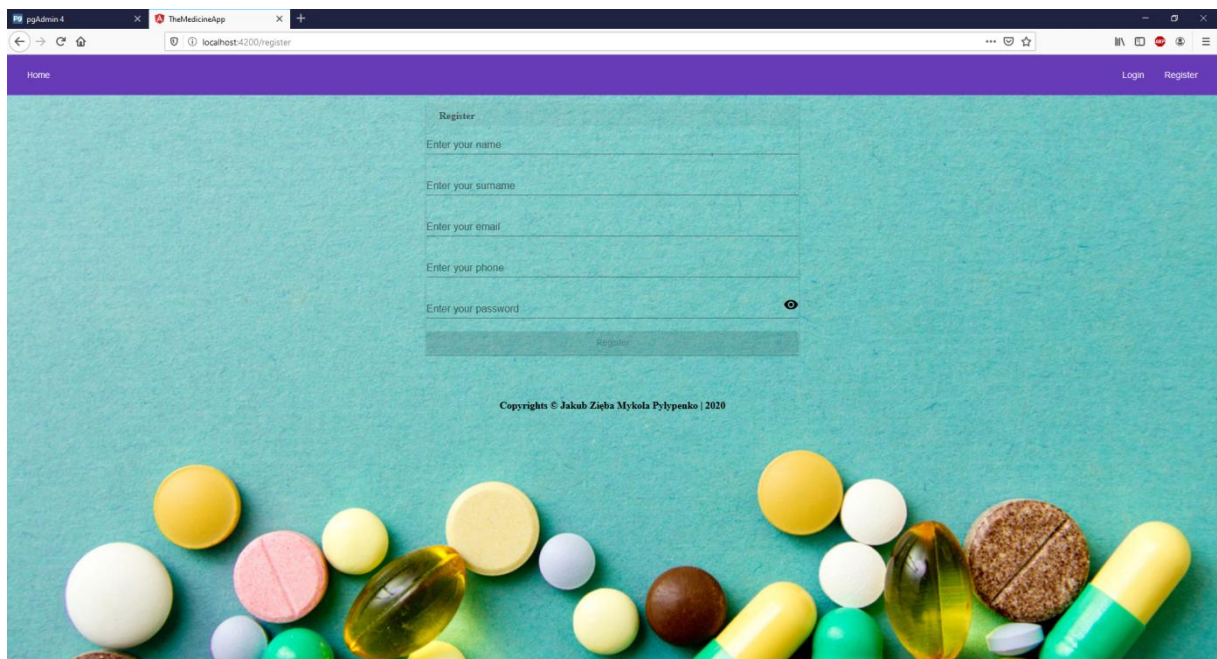 pgAdmin 4
TheMedicineApp
localhost:4200/register
Home
Login
Register
Register
Enter your name
Enter your surname
Enter your email
Enter your phone
Enter your password
Register
Copyrights © Jakub Zięba Mykola Pylypenko | 2020